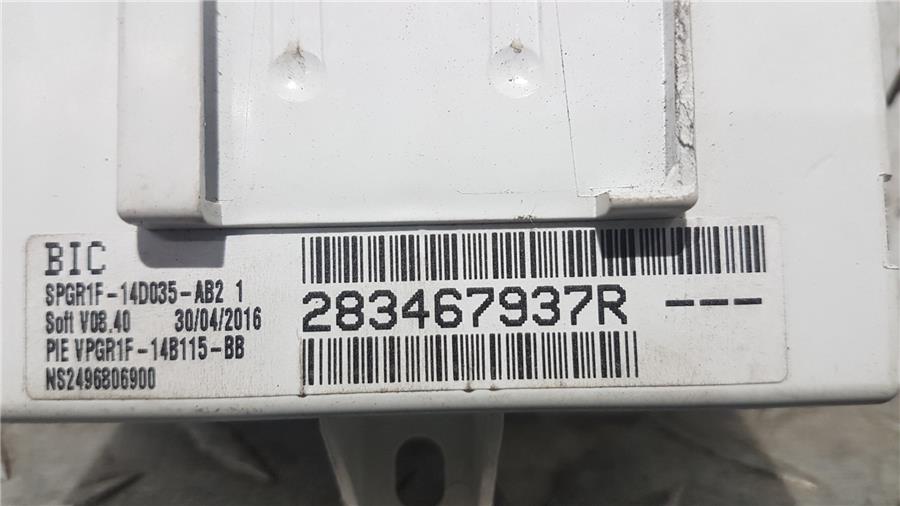 BIC
SPGR1F-14D035-AB2 1
Soft V08.40 30/04/2016
PIE VPGR1F-14B115-BB
NS2496806900
283467937R ---